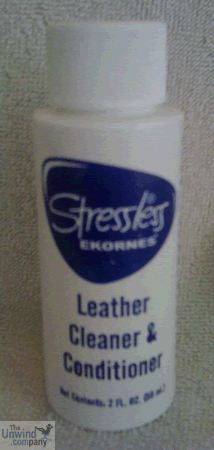 Stressless
EKORNES
Leather
Cleaner &
Conditioner
Net Contents: 2 FL. OZ. (59 mL)
The
Unwind
company